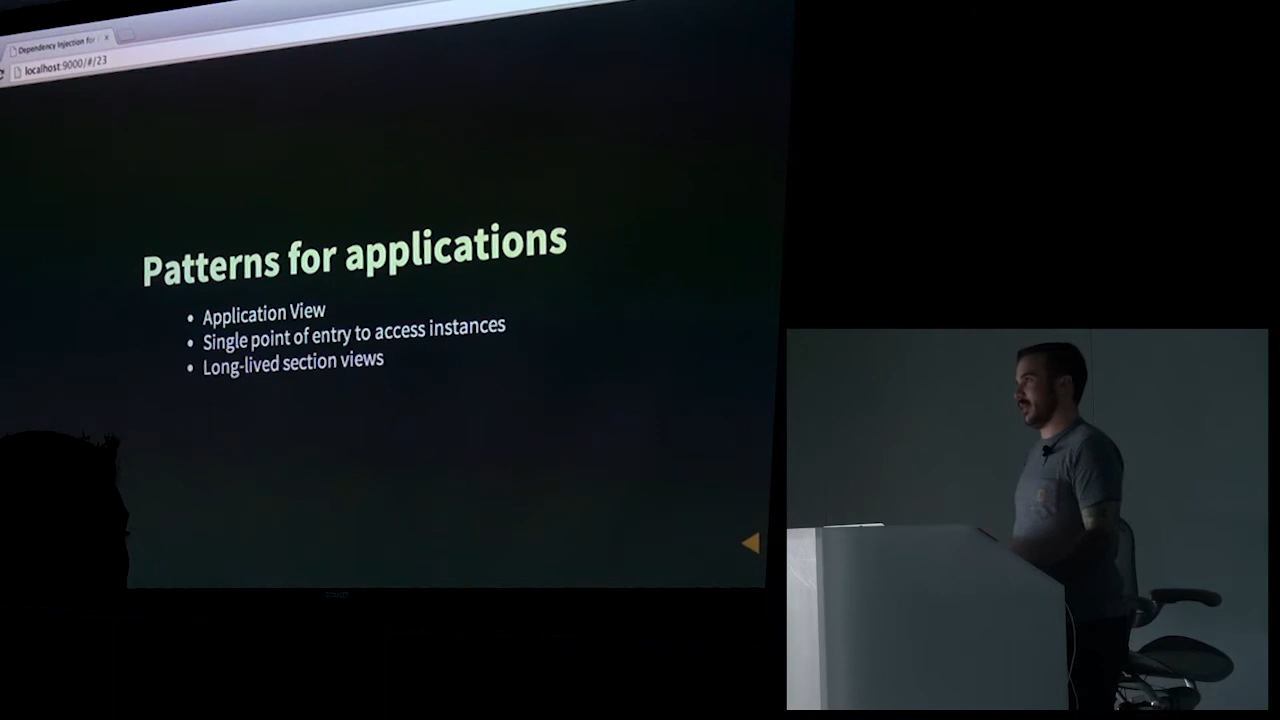 Dependency Injection for
localhost:9000/#/23
Patterns for applications
Application View
Single point of entry to access instances
Long-lived section views